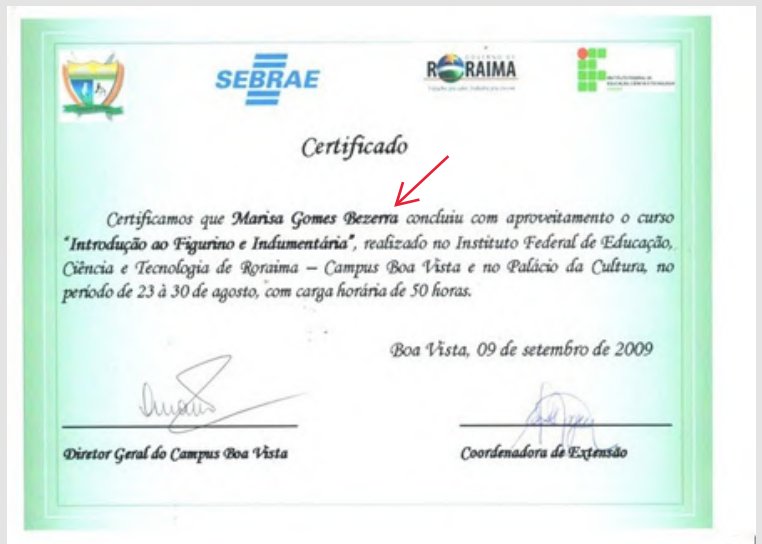 SEBRAE
GOVERNO DE
RORAIMA
Certificado
Certificamos que Marisa Gomes Bezerra concluiu com aproveitamento o curso
"Introdução ao Figurino e Indumentária", realizado no Instituto Federal de Educação,
Ciência e Tecnologia de Roraima – Campus Boa Vista e no Palácio da Cultura, no
período de 23 à 30 de agosto, com carga horária de 50 horas.
Boa Vista, 09 de setembro de 2009
Diretor Geral do Campus Boa Vista
Coordenadora de Extensão